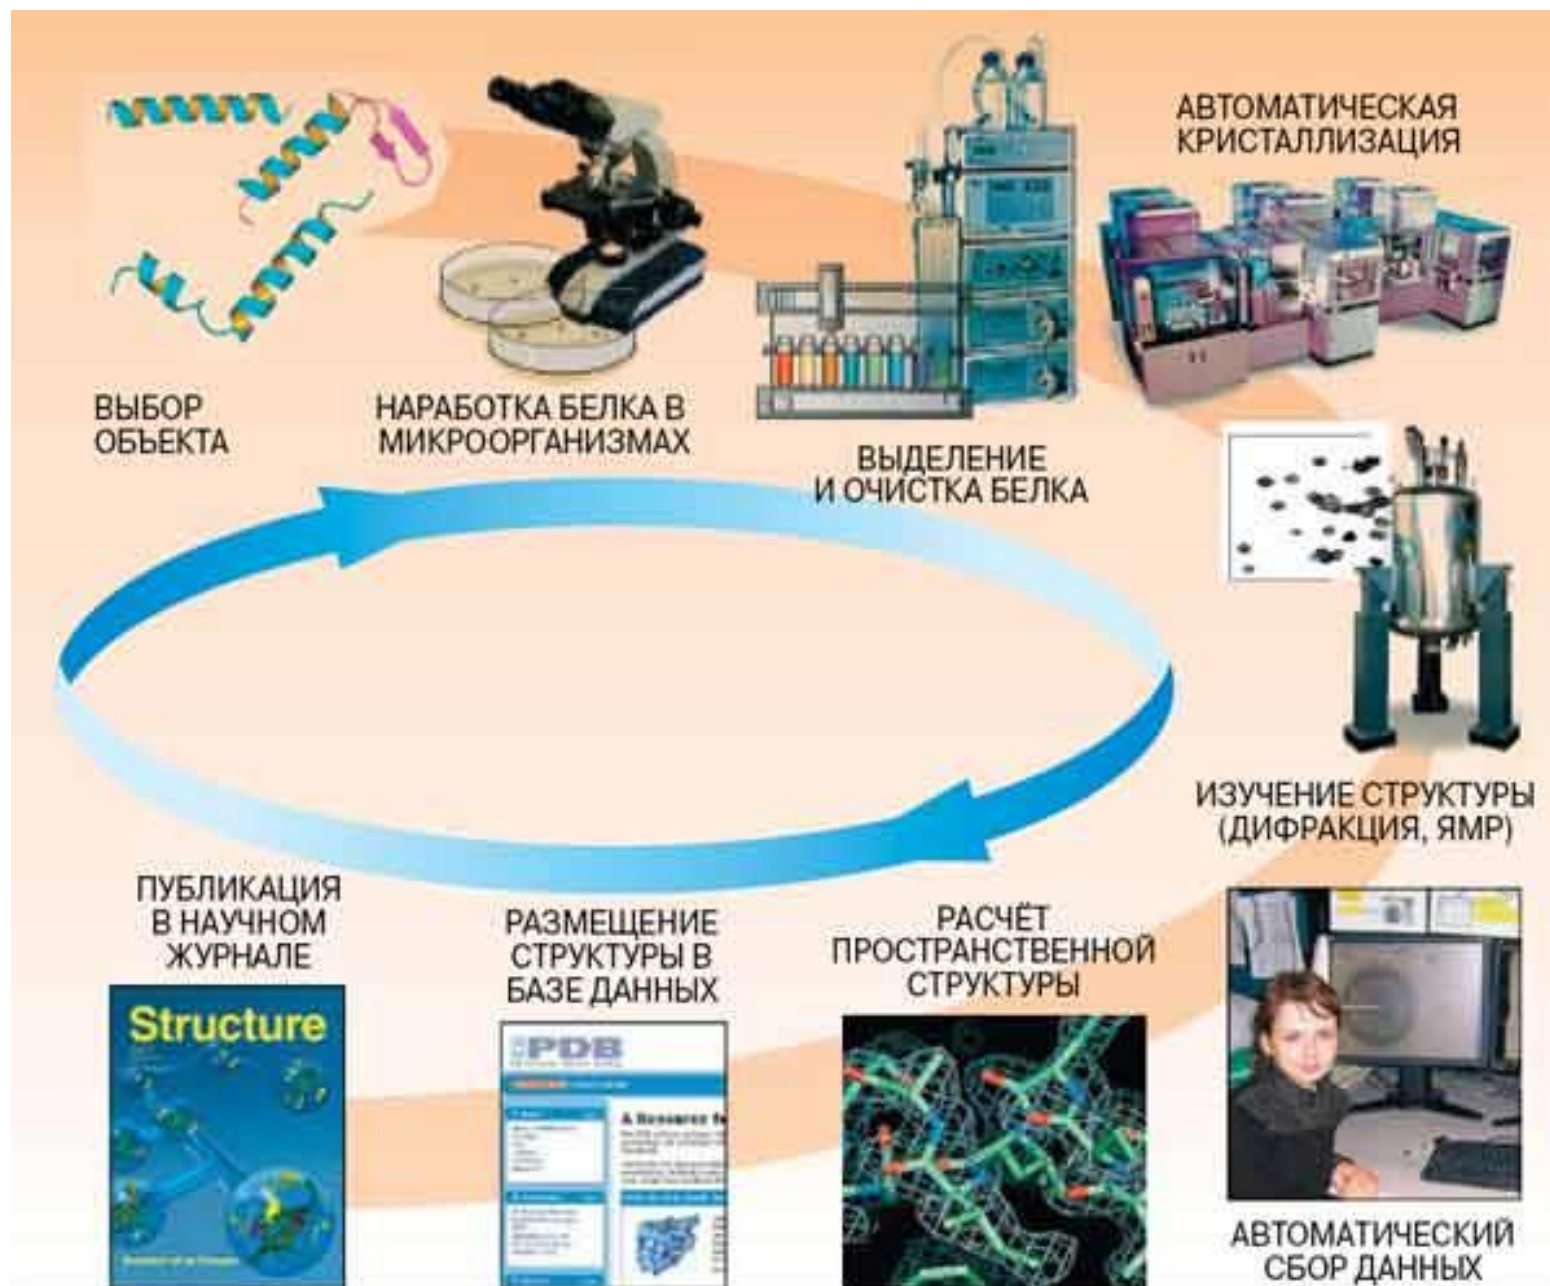 АВТОМАТИЧЕСКАЯ
КРИСТАЛЛИЗАЦИЯ
ВЫБОР
ОБЪЕКТА
НАРАБОТКА БЕЛКА В
МИКРООРГАНИЗМАХ
ВЫДЕЛЕНИЕ
И ОЧИСТКА БЕЛКА
ИЗУЧЕНИЕ СТРУКТУРЫ
(ДИФРАКЦИЯ, ЯМР)
ПУБЛИКАЦИЯ
В НАУЧНОМ
ЖУРНАЛЕ
Structure
РАЗМЕЩЕНИЕ
СТРУКТУРЫ В
БАЗЕ ДАННЫХ
PDB
A Resource
РАСЧЁТ
ПРОСТРАНСТВЕННОЙ
СТРУКТУРЫ
АВТОМАТИЧЕСКИЙ
СБОР ДАННЫХ